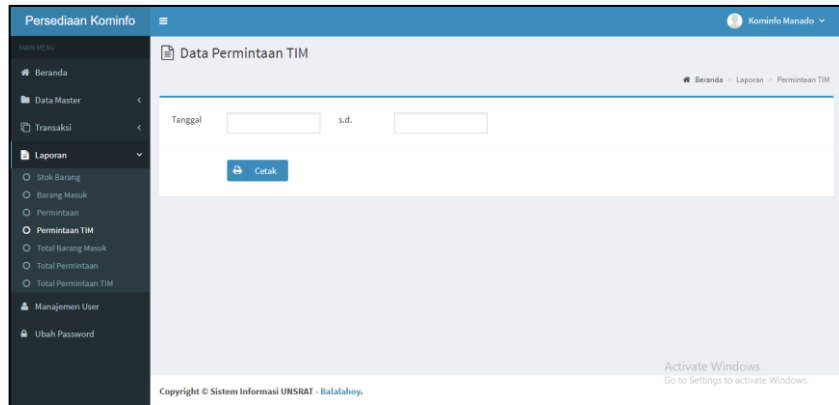 Persediaan Kominfo
Kominfo Manado
MAIN MENU
Beranda
Data Master
Transaksi
Laporan
Stok Barang
Barang Masuk
Permintaan
Permintaan TIM
Total Barang Masuk
Total Permintaan
Total Permintaan TIM
Manajemen User
Ubah Password
Data Permintaan TIM
Beranda > Laporan > Permintaan TIM
Tanggal s.d.
Cetak
Activate Windows
Go to Settings to activate Windows.
Copyright © Sistem Informasi UNSRAT - Balalahoy.